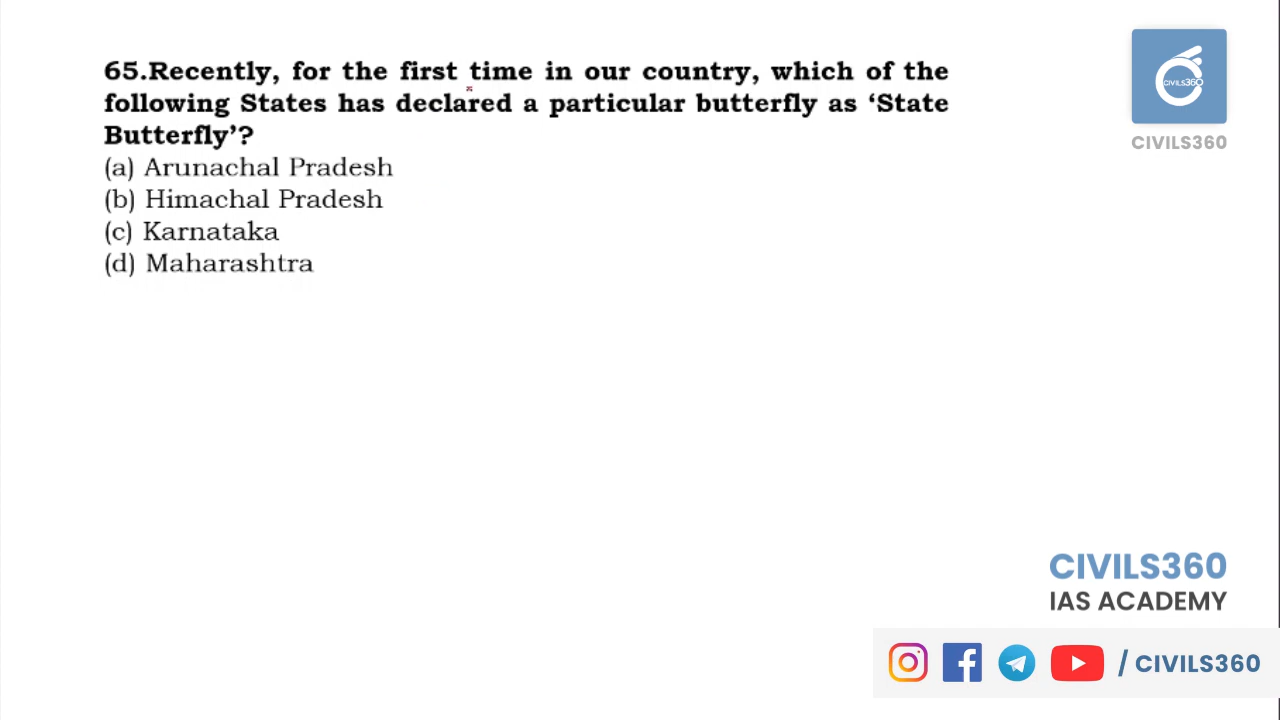 65.Recently, for the first time in our country, which of the
following States has declared a particular butterfly as ‘State
Butterfly’?
(a) Arunachal Pradesh
(b) Himachal Pradesh
(c) Karnataka
(d) Maharashtra
CIVILS360
CIVILS360
CIVILS360
IAS ACADEMY
/ CIVILS360